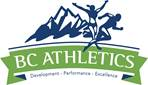 BC ATHLETICS
Development - Performance - Excellence